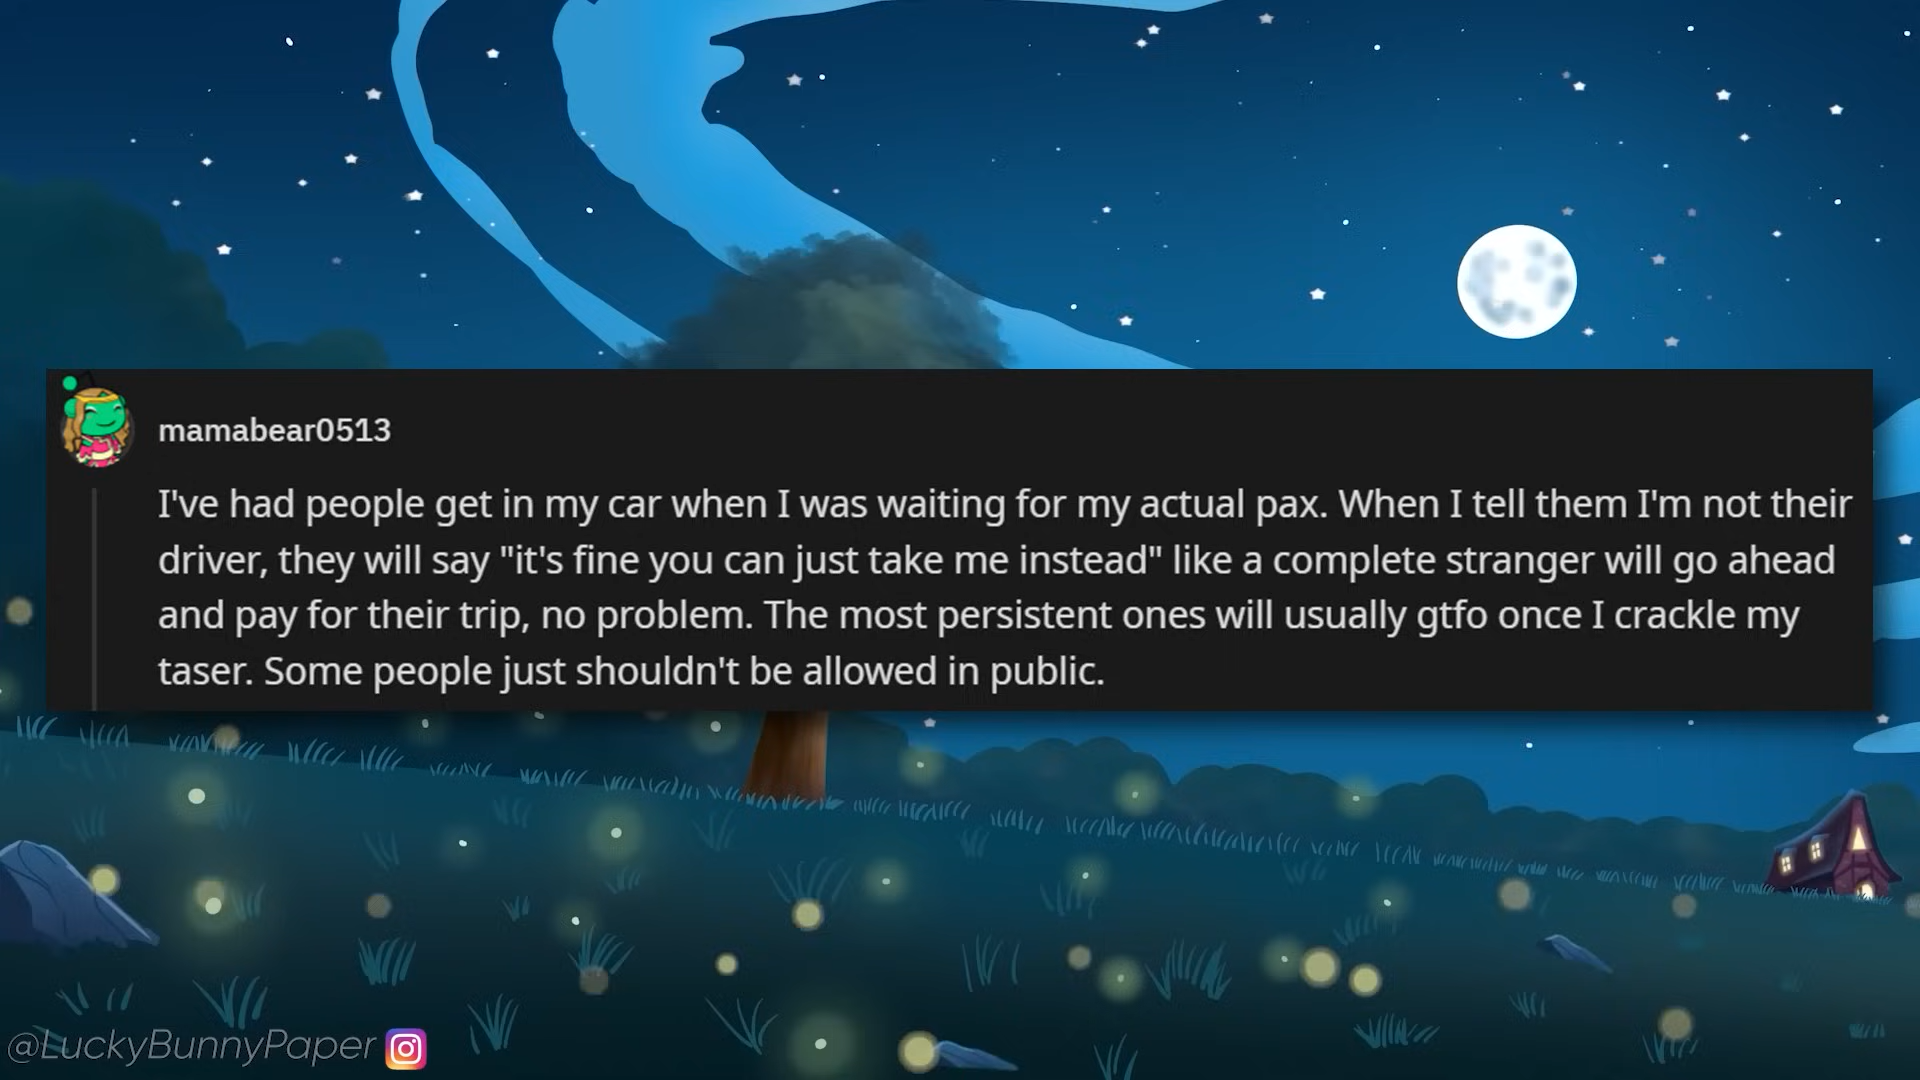 mamabear0513
I've had people get in my car when I was waiting for my actual pax. When I tell them I'm not their
driver, they will say "it's fine you can just take me instead" like a complete stranger will go ahead
and pay for their trip, no problem. The most persistent ones will usually gtfo once I crackle my
taser. Some people just shouldn't be allowed in public.
@LuckyBunnyPaper